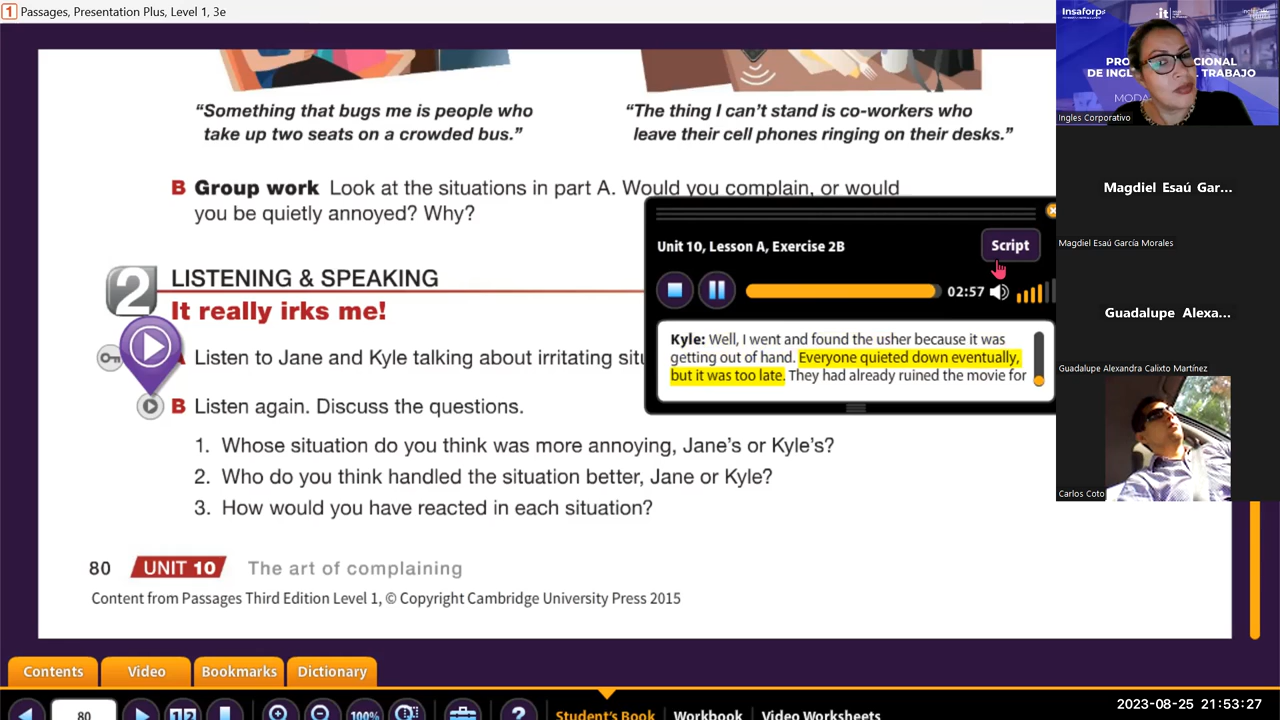 Passages, Presentation Plus, Level 1, 3e
“Something that bugs me is people who
take up two seats on a crowded bus.”
“The thing I can’t stand is co-workers who
leave their cell phones ringing on their desks.”
B Group work Look at the situations in part A. Would you complain, or would
you be quietly annoyed? Why?
2 LISTENING & SPEAKING
It really irks me!
Listen to Jane and Kyle talking about irritating
B Listen again. Discuss the questions.
1. Whose situation do you think was more annoying, Jane’s or Kyle’s?
2. Who do you think handled the situation better, Jane or Kyle?
3. How would you have reacted in each situation?
80 UNIT 10 The art of complaining
Content from Passages Third Edition Level 1, © Copyright Cambridge University Press 2015
Unit 10, Lesson A, Exercise 2B
Script
02:57
Kyle: Well, I went and found the usher because it was
getting out of hand. Everyone quieted down eventually,
but it was too late. They had already ruined the movie for
Insaforp
Ingles Corporativo
Magdiel Esaú Gar...
Magdiel Esaú García Morales
Guadalupe Alexa...
Guadalupe Alexandra Calixto Martínez
Carlos Coto
Contents
Video
Bookmarks
Dictionary
80
100%
?
Student's Book
Workbook
Video Worksheets
2023-08-25 21:53:27